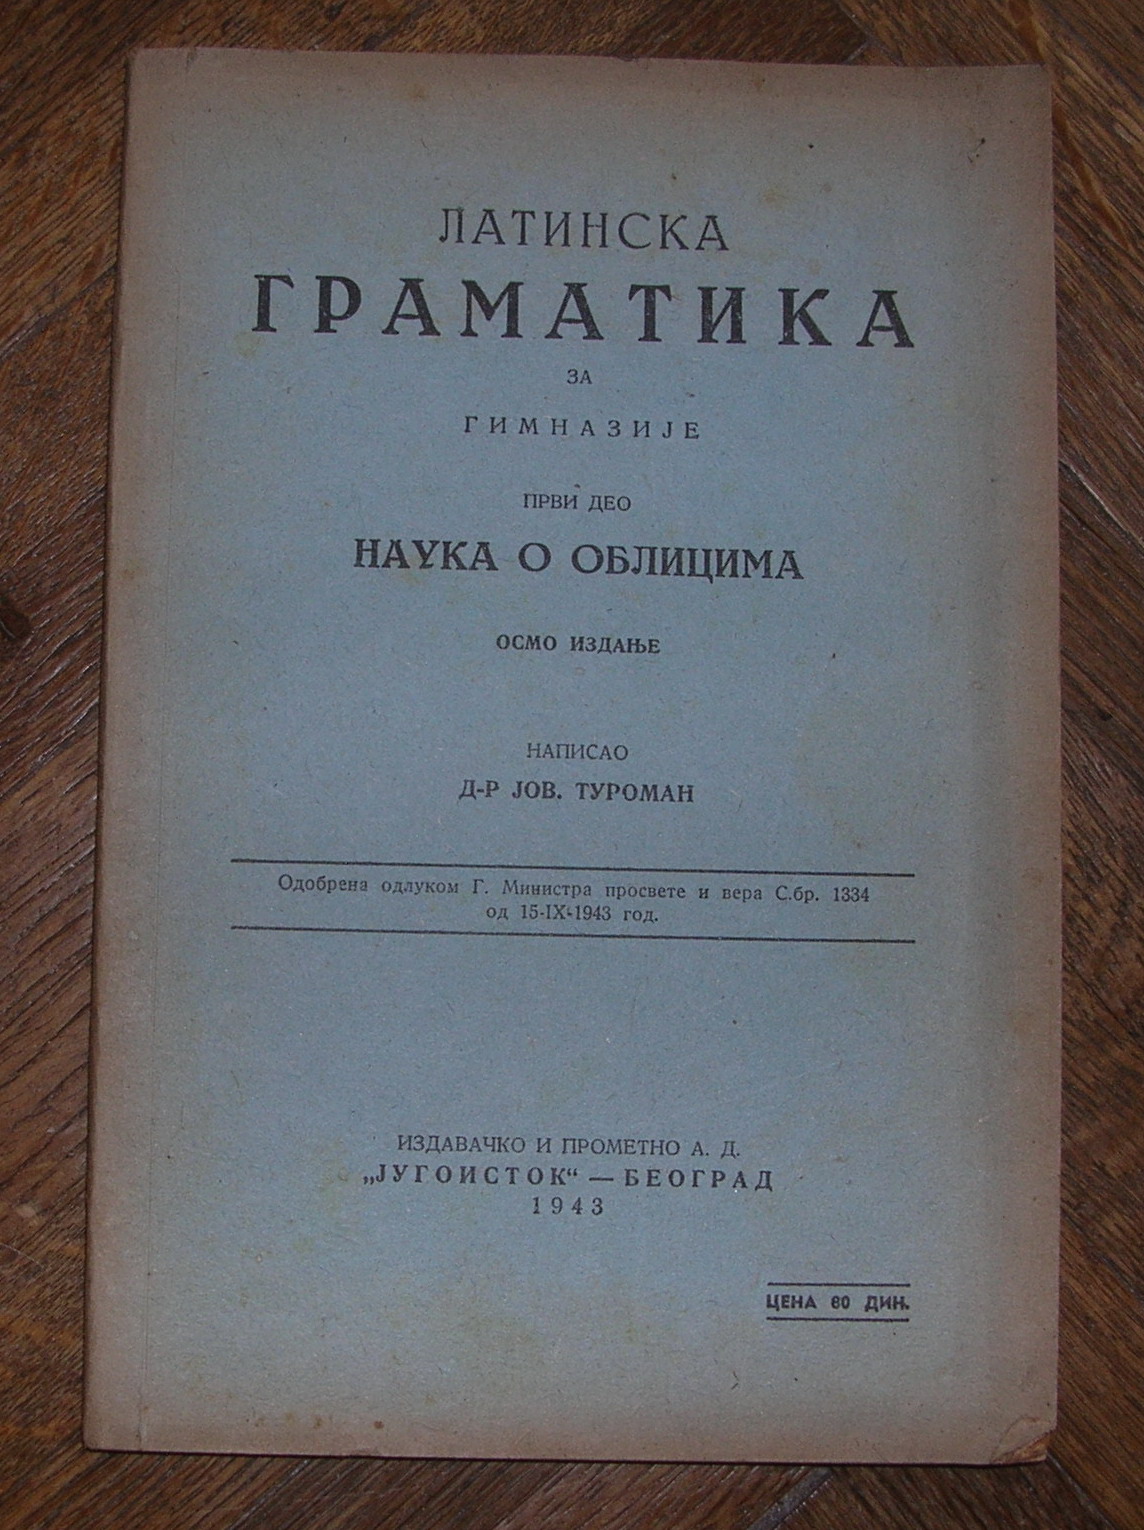 ЛАТИНСКА
ГРАМАТИКА
ЗА
ГИМНАЗИЈЕ
ПРВИ ДЕО
НАУКА О ОБЛИЦИМА
ОСМО ИЗДАЊЕ
НАПИСАО
Д-Р ЈОВ. ТУРОМАН
Одобрена одлуком Г. Министра просвете и вера С.бр. 1334
од 15-IX-1943 год.
ИЗДАВАЧКО И ПРОМЕТНО А. Д.
„ЈУГОИСТОК“ — БЕОГРАД
1943
ЦЕНА 60 ДИН.